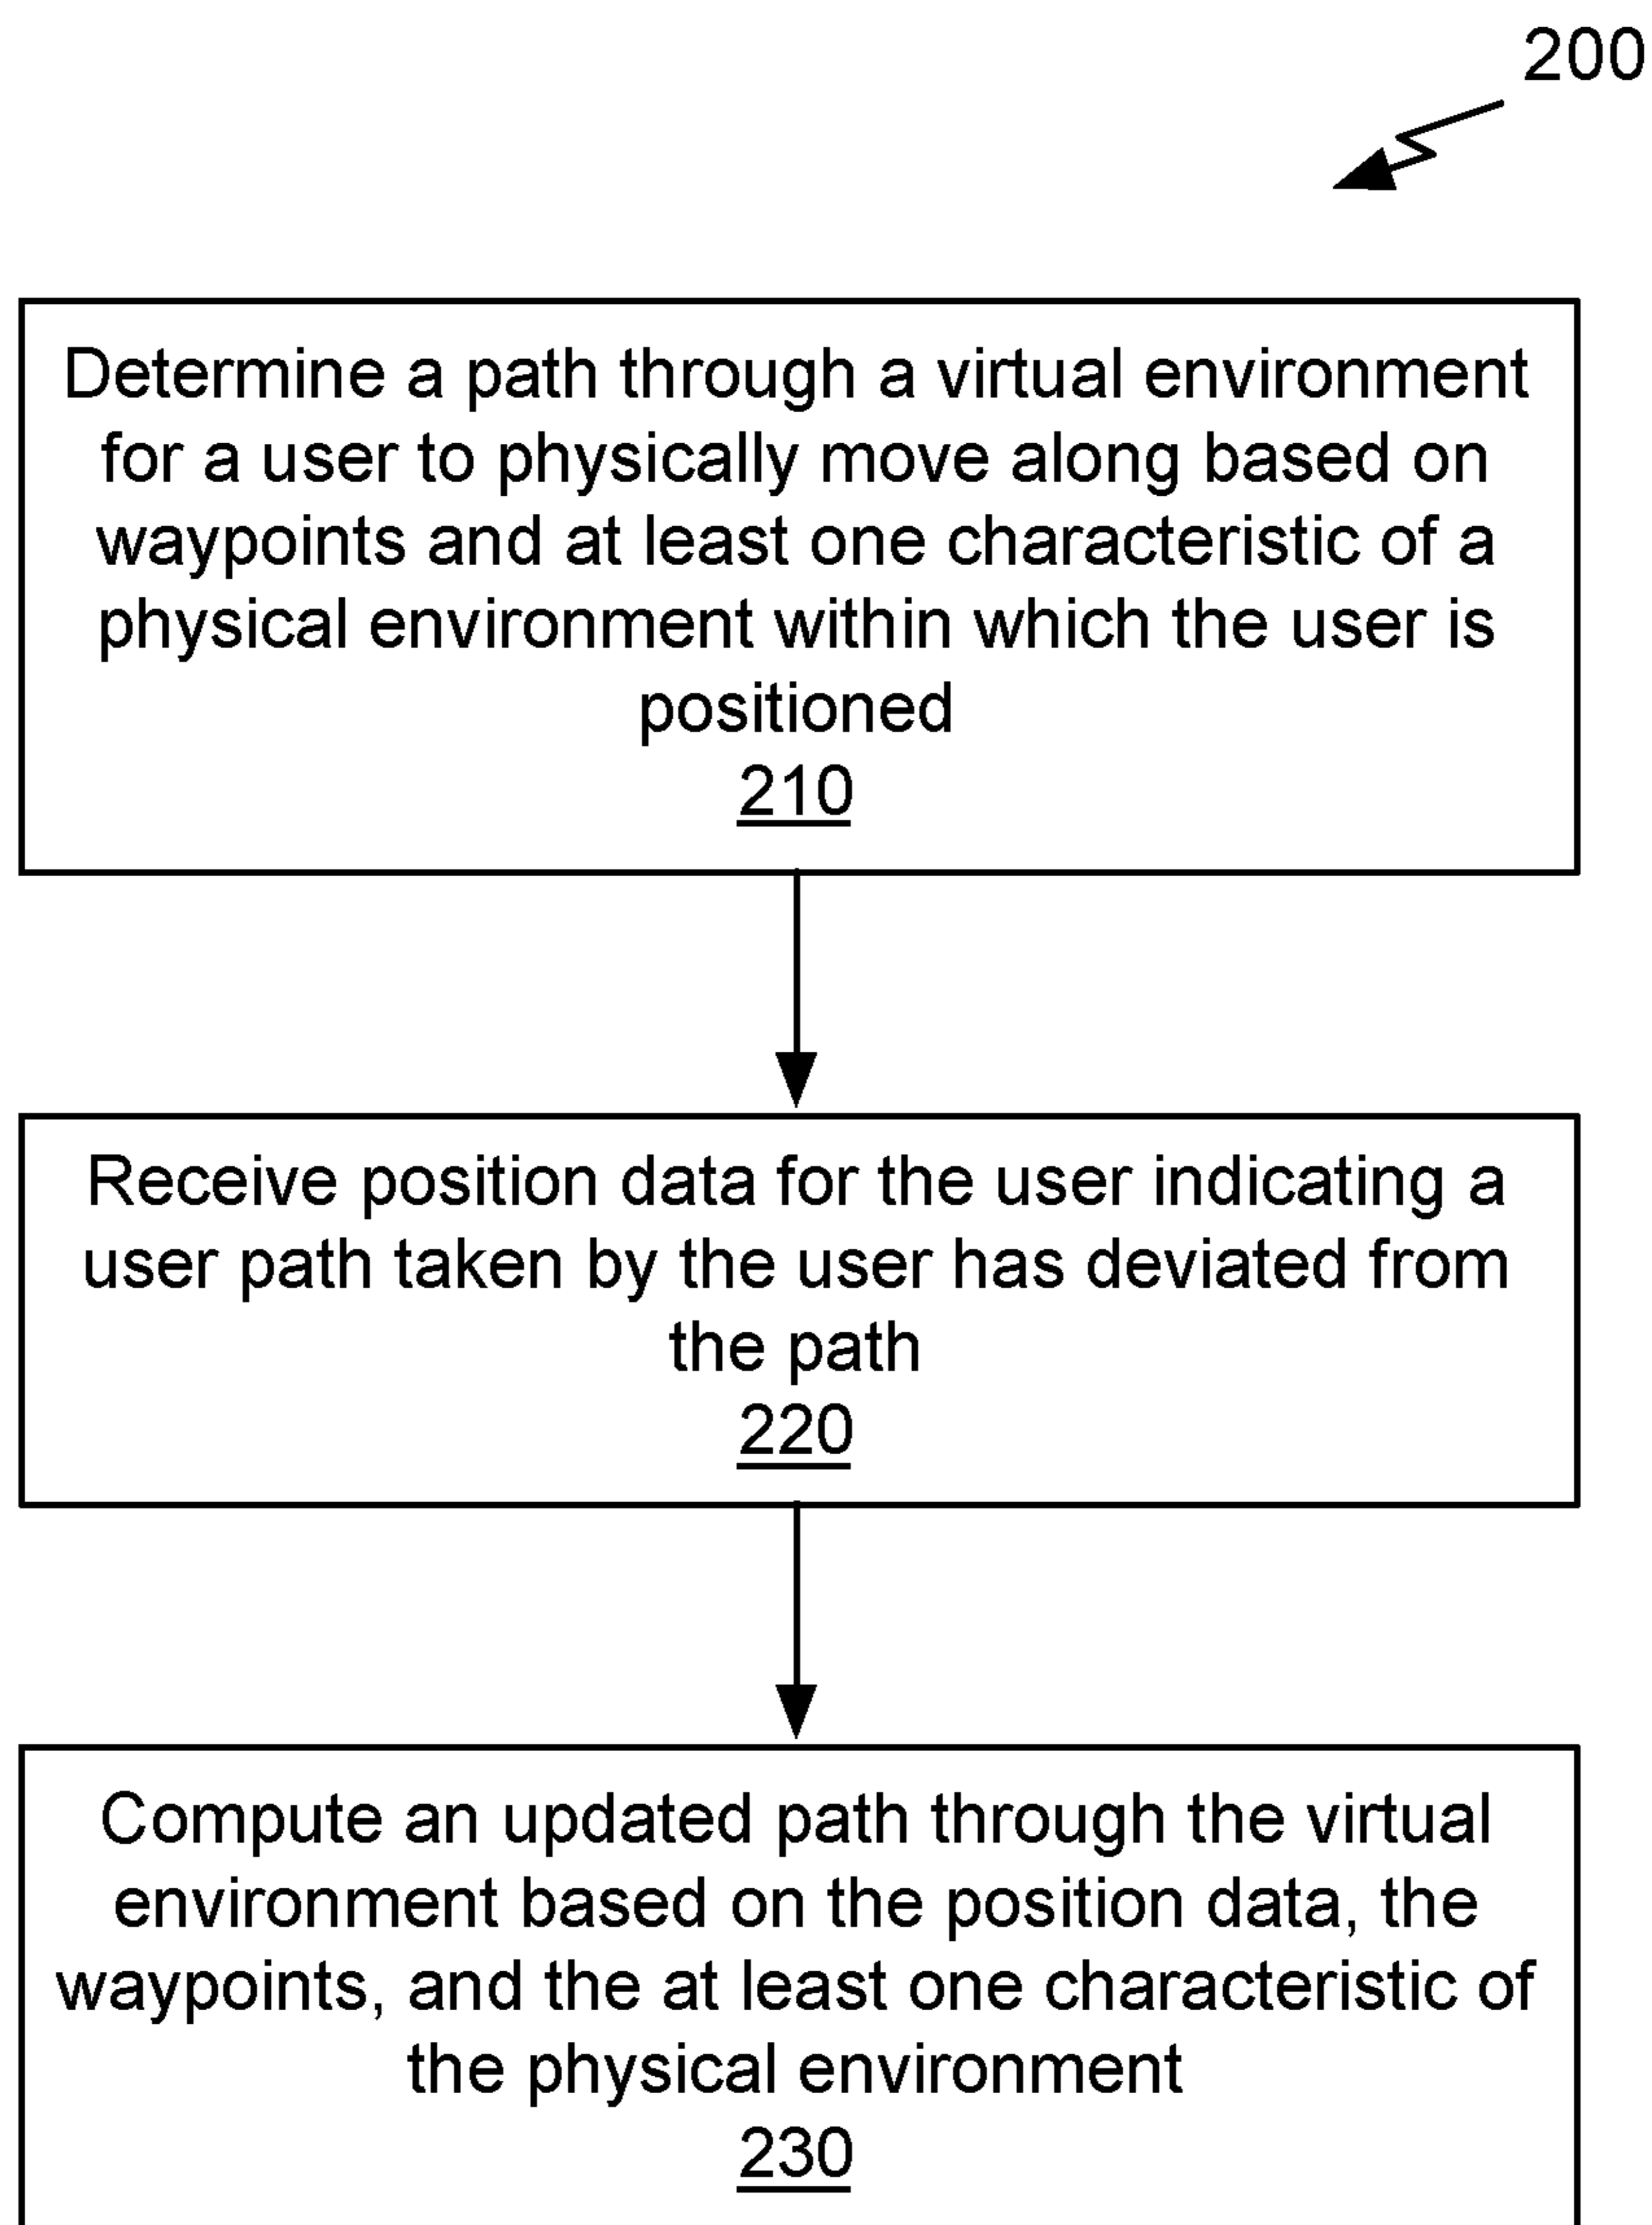 200
Determine a path through a virtual environment
for a user to physically move along based on
waypoints and at least one characteristic of a
physical environment within which the user is
positioned
210
Receive position data for the user indicating a
user path taken by the user has deviated from
the path
220
Compute an updated path through the virtual
environment based on the position data, the
waypoints, and the at least one characteristic of
the physical environment
230